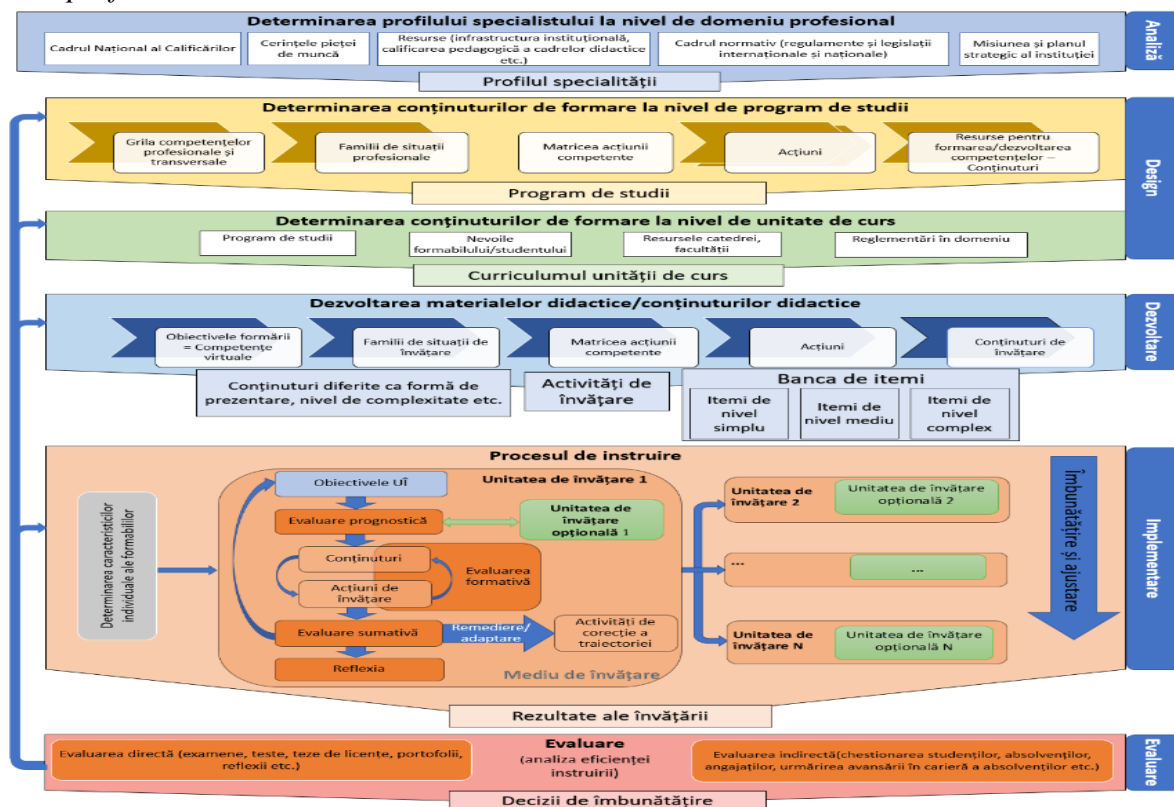 Determinarea profilului specialistului la nivel de domeniu profesional
Cadrul Național al Calificărilor
Cerințele pieței
de muncă
Resurse (infrastructura instituțională,
calificarea pedagogică a cadrelor didactice
etc.)
Cadrul normativ (regulamente și legislații
internaționale și naționale)
Misiunea și planul
strategic al instituției
Profilul specialității
Analiză
Determinarea conținuturilor de formare la nivel de program de studii
Grila competențelor
profesionale și
transversale
Familii de situații
profesionale
Matricea acțiunii
competente
Acțiuni
Resurse pentru
formarea/dezvoltarea
competențelor –
Conținuturi
Program de studii
Design
Determinarea conținuturilor de formare la nivel de unitate de curs
Program de studii
Nevoile
formabilului/studentului
Resursele catedrei,
facultății
Reglementări în domeniu
Curriculumul unității de curs
Dezvoltarea materialelor didactice/conținuturilor didactice
Obiectivele formării
= Competențe
virtuale
Familii de situații de
învățare
Matricea acțiunii
competente
Acțiuni
Conținuturi de
învățare
Dezvoltare
Conținuturi diferite ca formă de
prezentare, nivel de complexitate etc.
Activități de
învățare
Banca de itemi
Itemi de
nivel
simplu
Itemi de
nivel mediu
Itemi de
nivel
complex
Procesul de instruire
Determinarea caracteristicilor
individuale ale formabililor
Obiectivele UÎ
Unitatea de învățare 1
Evaluare prognostică
Unitatea de
învățare
opțională 1
Conținuturi
Acțiuni de
învățare
Evaluarea
formativă
Evaluare sumativă
Remediere/
adaptare
Activități de
corecție a
traiectoriei
Reflexia
Mediu de învățare
Unitatea de
învățare 2
Unitatea de învățare
opțională 2
...
...
Unitatea de
învățare N
Unitatea de învățare
opțională N
Îmbunătățire și ajustare
Implementare
Rezultate ale învățării
Evaluarea directă (examene, teste, teze de licențe, portofolii,
reflexii etc.)
Evaluare
(analiza eficienței
instruirii)
Evaluarea indirectă(chestionarea studenților, absolvenților,
angajaților, urmărirea avansării în carieră a absolvenților etc.)
Decizii de îmbunătățire
Evaluare